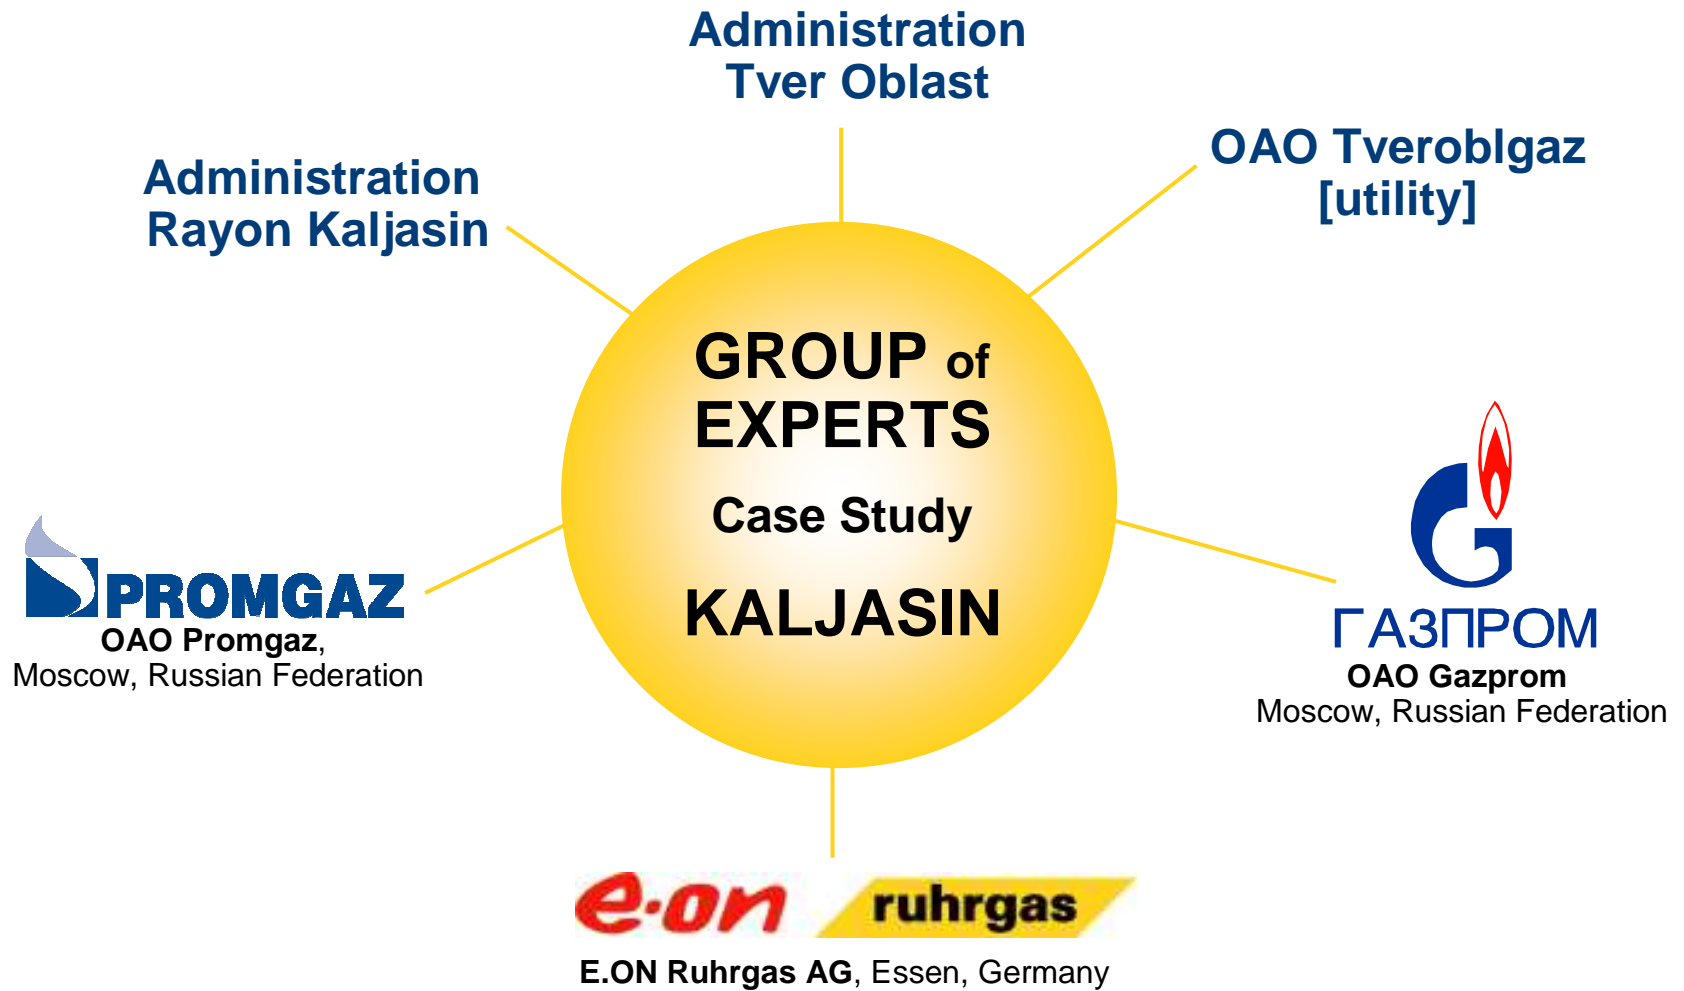 Administration
Tver Oblast
OAO Tveroblgaz
[utility]
Administration
Rayon Kaljasin
GROUP of
EXPERTS
Case Study
KALJASIN
PROMGAZ
OAO Promgaz,
Moscow, Russian Federation
ГАЗПРОМ
OAO Gazprom
Moscow, Russian Federation
e·on ruhrgas
E.ON Ruhrgas AG, Essen, Germany